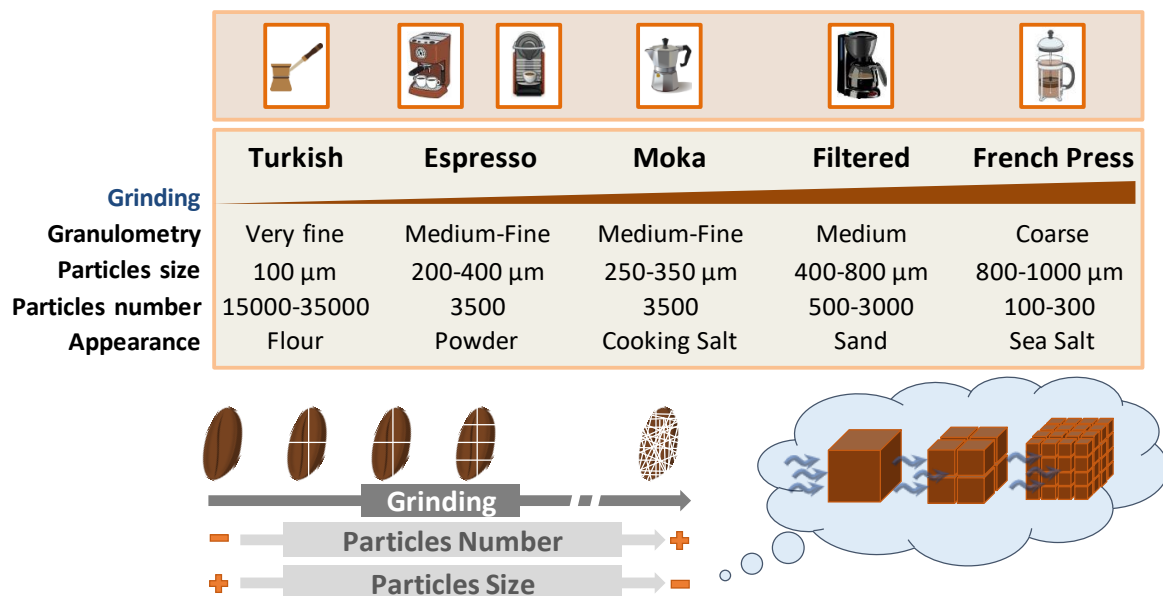 Turkish Espresso Moka Filtered French Press
Grinding
Granulometry Very fine Medium-Fine Medium-Fine Medium Coarse
Particles size 100 µm 200-400 µm 250-350 µm 400-800 µm 800-1000 µm
Particles number 15000-35000 3500 3500 500-3000 100-300
Appearance Flour Powder Cooking Salt Sand Sea Salt
Grinding
Particles Number
Particles Size